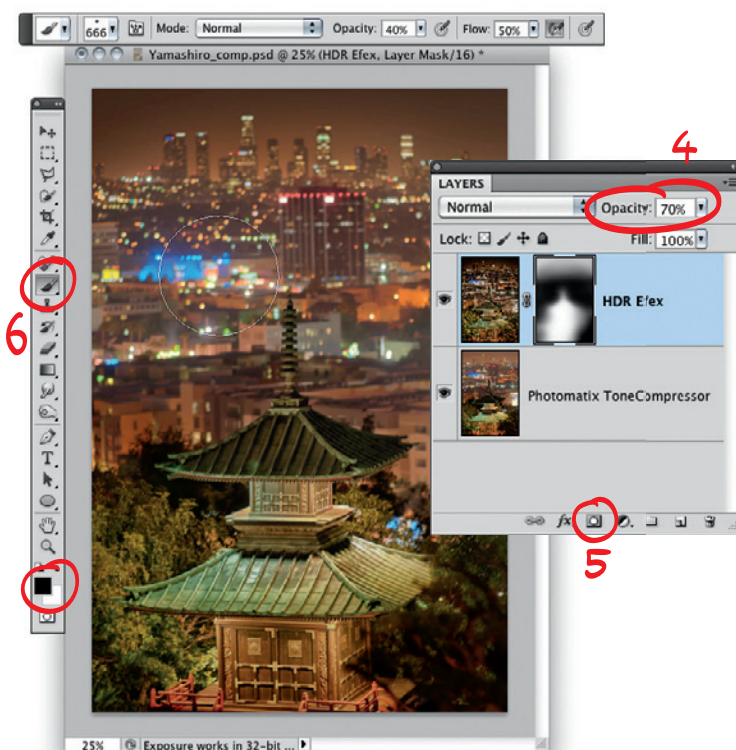 666 Mode: Normal Opacity: 40% Flow: 50%
Yamashiro_comp.psd @ 25% (HDR Efex, Layer Mask/16) *
4
LAYERS
Normal Opacity: 70%
Lock: Fill: 100%
HDR Efex
6
Photomatix ToneCompressor
T
fx
5
25% Exposure works in 32-bit ...